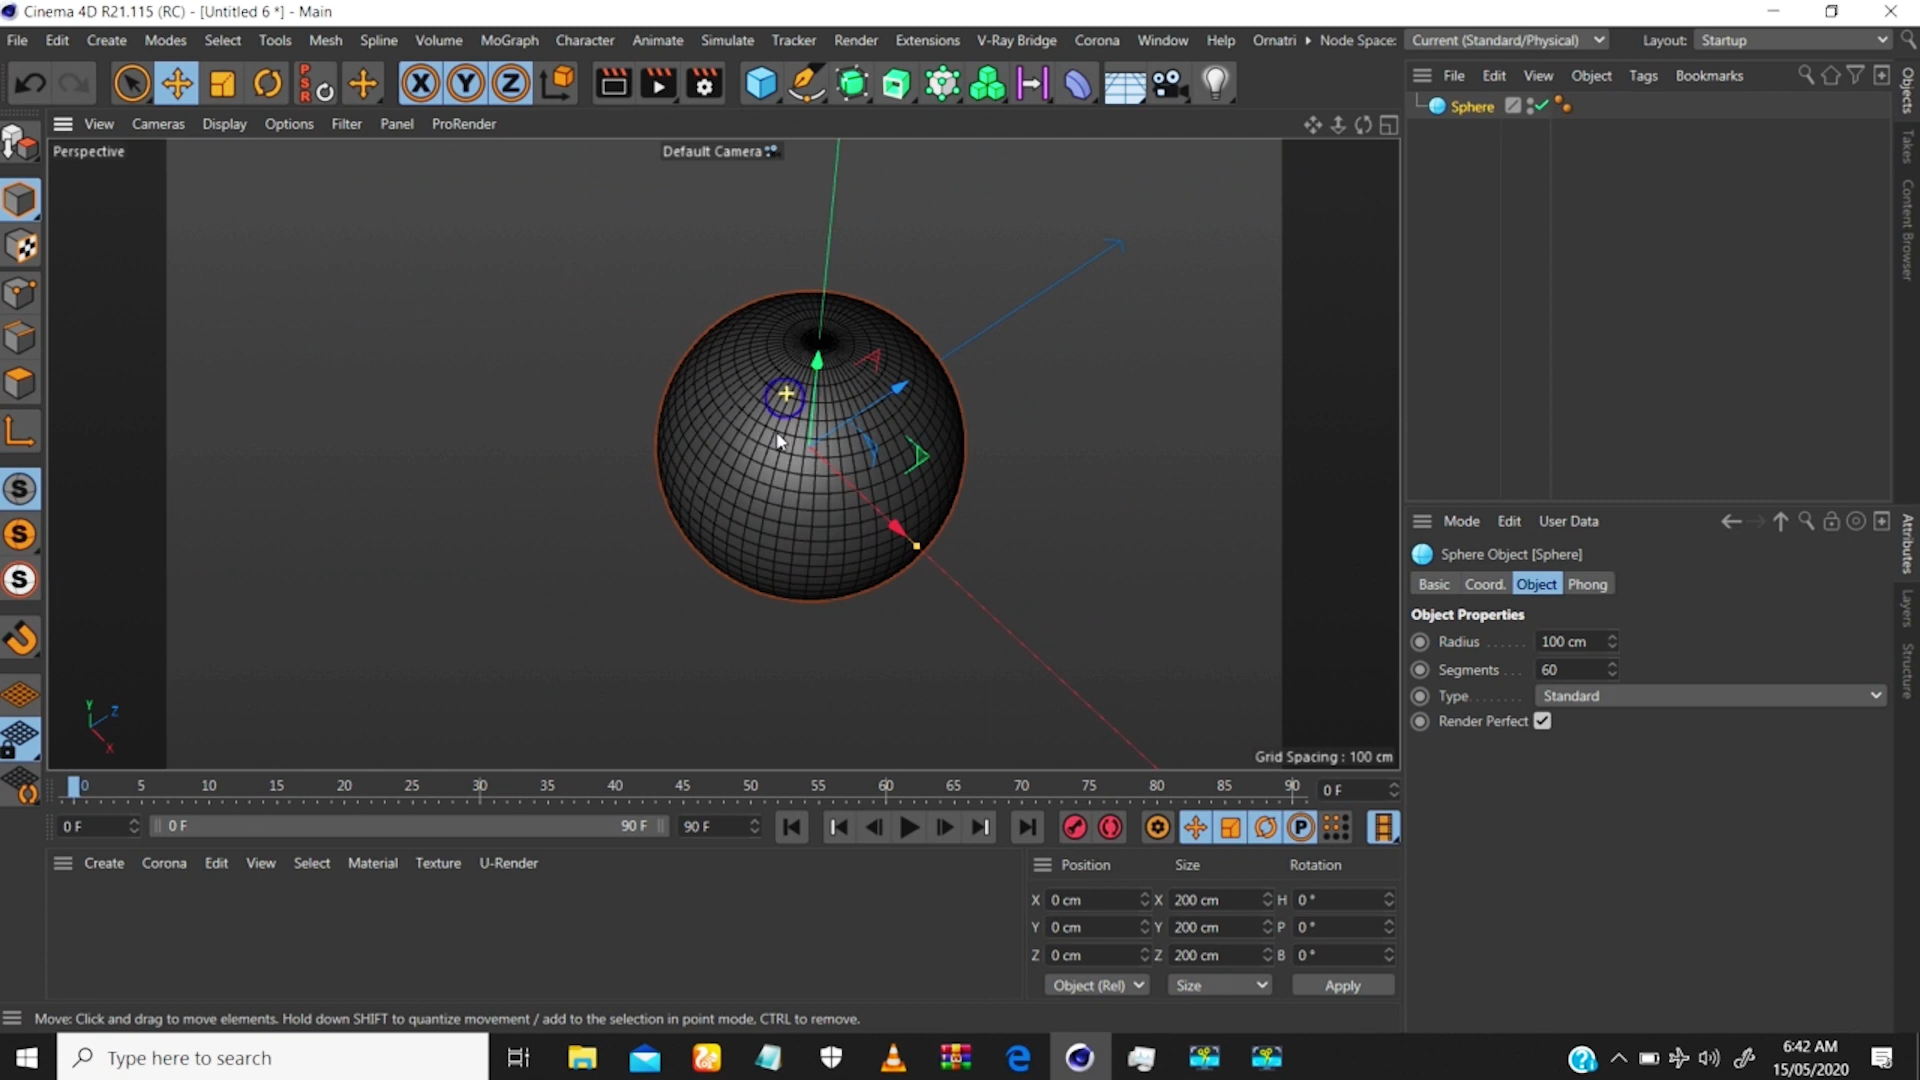 Cinema 4D R21.115 (RC) - [Untitled 6 *] - Main
File Edit Create Modes Select Tools Mesh Spline Volume MoGraph Character Animate Simulate Tracker Render Extensions V-Ray Bridge Corona Window Help Ornatri Node Space: Current (Standard/Physical) Layout: Startup
P S R X Y Z
File Edit View Object Tags Bookmarks
Sphere
View Cameras Display Options Filter Panel ProRender
Perspective
Default Camera
Objects
Takes
Content Browser
S
S
S
Y
Z
X
Grid Spacing : 100 cm
Mode Edit User Data
Sphere Object [Sphere]
Basic Coord. Object Phong
Object Properties
Radius ...... 100 cm
Segments ... 60
Type........ Standard
Render Perfect
Attributes
Layers
Structure
0 5 10 15 20 25 30 35 40 45 50 55 60 65 70 75 80 85 90 0 F
0 F 0 F 90 F 90 F P
Create Corona Edit View Select Material Texture U-Render
Position Size Rotation
X 0 cm X 200 cm H 0 °
Y 0 cm Y 200 cm P 0 °
Z 0 cm Z 200 cm B 0 °
Object (Rel) Size Apply
Move: Click and drag to move elements. Hold down SHIFT to quantize movement / add to the selection in point mode, CTRL to remove.
Type here to search
6:42 AM
15/05/2020